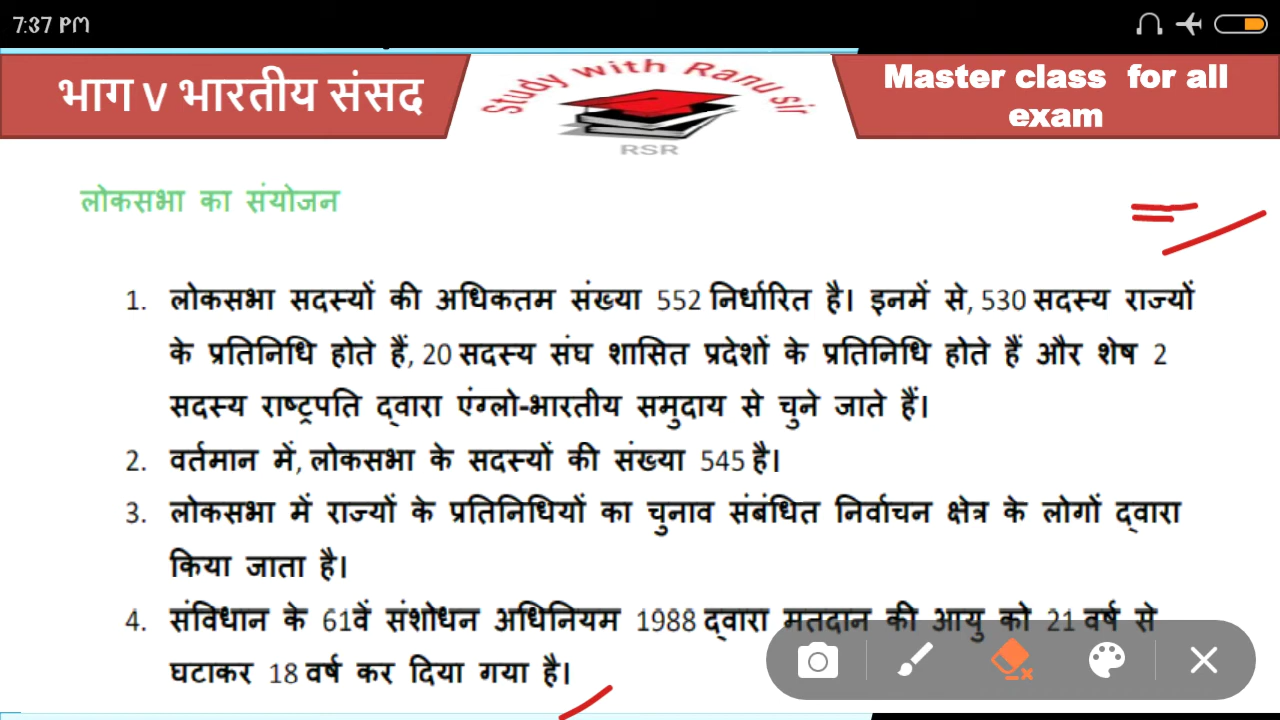 7:37 PM
भाग V भारतीय संसद
Study with Ranu sir
RSR
Master class for all
exam
लोकसभा का संयोजन
1. लोकसभा सदस्यों की अधिकतम संख्या 552 निर्धारित है। इनमें से, 530 सदस्य राज्यों
के प्रतिनिधि होते हैं, 20 सदस्य संघ शासित प्रदेशों के प्रतिनिधि होते हैं और शेष 2
सदस्य राष्ट्रपति द्वारा एंग्लो-भारतीय समुदाय से चुने जाते हैं।
2. वर्तमान में, लोकसभा के सदस्यों की संख्या 545 है।
3. लोकसभा में राज्यों के प्रतिनिधियों का चुनाव संबंधित निर्वाचन क्षेत्र के लोगों द्वारा
किया जाता है।
4. संविधान के 61वें संशोधन अधिनियम 1988 द्वारा मतदान की आयु को 21 वर्ष से
घटाकर 18 वर्ष कर दिया गया है।